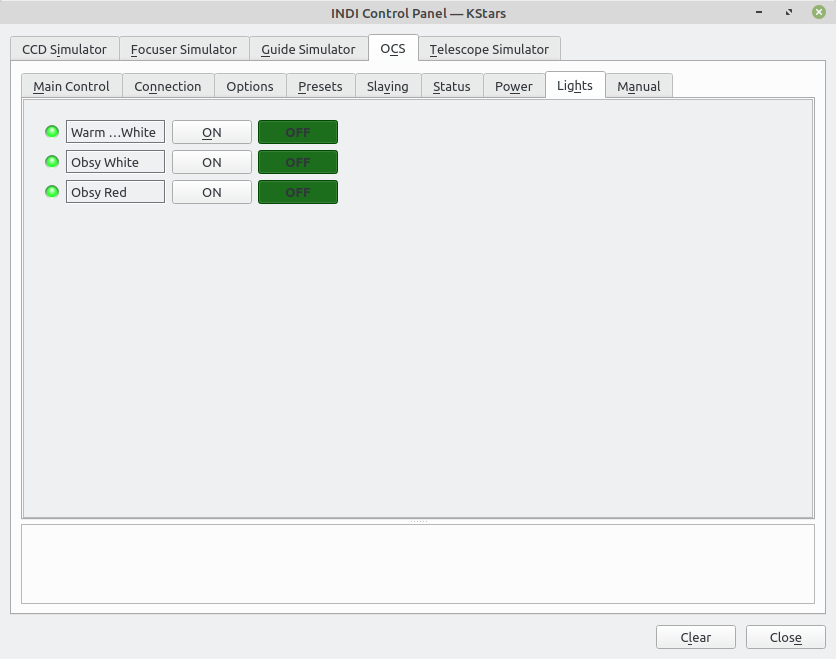 INDI Control Panel — KStars
CCD Simulator Focuser Simulator Guide Simulator OCS Telescope Simulator
Main Control Connection Options Presets Slaving Status Power Lights Manual
Warm ...White ON OFF
Obsy White ON OFF
Obsy Red ON OFF
Clear Close